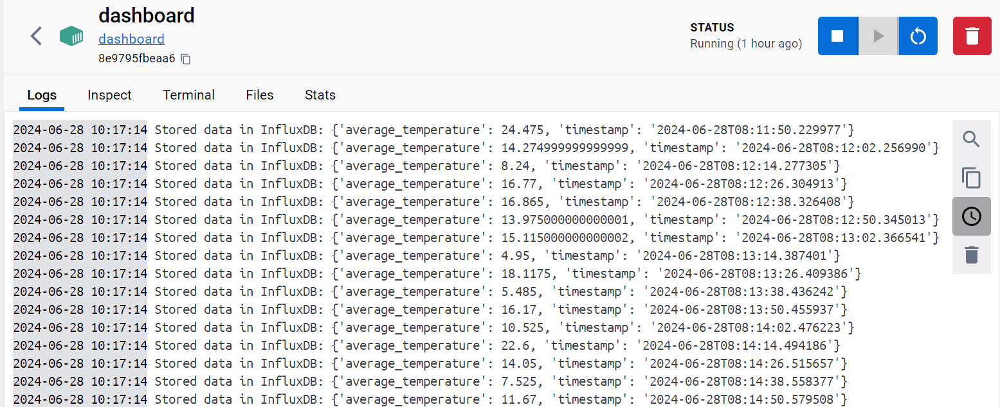 dashboard
dashboard
8e9795fbeaa6
STATUS
Running (1 hour ago)
Logs Inspect Terminal Files Stats
2024-06-28 10:17:14 Stored data in InfluxDB: {'average_temperature': 24.475, 'timestamp': '2024-06-28T08:11:50.229977'}
2024-06-28 10:17:14 Stored data in InfluxDB: {'average_temperature': 14.274999999999999, 'timestamp': '2024-06-28T08:12:02.256990'}
2024-06-28 10:17:14 Stored data in InfluxDB: {'average_temperature': 8.24, 'timestamp': '2024-06-28T08:12:14.277305'}
2024-06-28 10:17:14 Stored data in InfluxDB: {'average_temperature': 16.77, 'timestamp': '2024-06-28T08:12:26.304913'}
2024-06-28 10:17:14 Stored data in InfluxDB: {'average_temperature': 16.865, 'timestamp': '2024-06-28T08:12:38.326408'}
2024-06-28 10:17:14 Stored data in InfluxDB: {'average_temperature': 13.975000000000001, 'timestamp': '2024-06-28T08:12:50.345013'}
2024-06-28 10:17:14 Stored data in InfluxDB: {'average_temperature': 15.115000000000002, 'timestamp': '2024-06-28T08:13:02.366541'}
2024-06-28 10:17:14 Stored data in InfluxDB: {'average_temperature': 4.95, 'timestamp': '2024-06-28T08:13:14.387401'}
2024-06-28 10:17:14 Stored data in InfluxDB: {'average_temperature': 18.1175, 'timestamp': '2024-06-28T08:13:26.409386'}
2024-06-28 10:17:14 Stored data in InfluxDB: {'average_temperature': 5.485, 'timestamp': '2024-06-28T08:13:38.436242'}
2024-06-28 10:17:14 Stored data in InfluxDB: {'average_temperature': 16.17, 'timestamp': '2024-06-28T08:13:50.455937'}
2024-06-28 10:17:14 Stored data in InfluxDB: {'average_temperature': 10.525, 'timestamp': '2024-06-28T08:14:02.476223'}
2024-06-28 10:17:14 Stored data in InfluxDB: {'average_temperature': 22.6, 'timestamp': '2024-06-28T08:14:14.494186'}
2024-06-28 10:17:14 Stored data in InfluxDB: {'average_temperature': 14.05, 'timestamp': '2024-06-28T08:14:26.515657'}
2024-06-28 10:17:14 Stored data in InfluxDB: {'average_temperature': 7.525, 'timestamp': '2024-06-28T08:14:38.558377'}
2024-06-28 10:17:14 Stored data in InfluxDB: {'average_temperature': 11.67, 'timestamp': '2024-06-28T08:14:50.579508'}